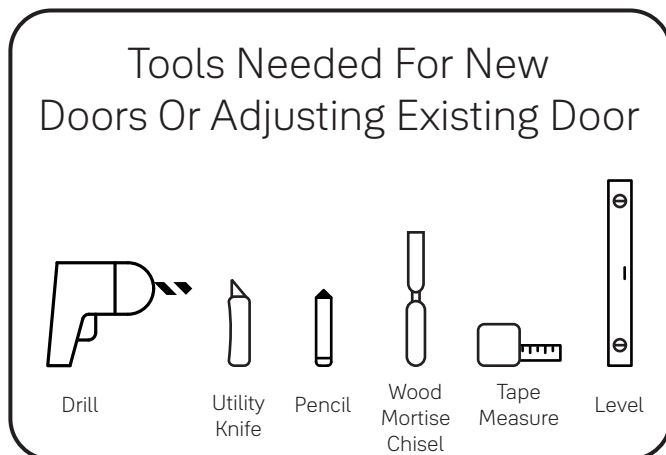 Tools Needed For New
Doors Or Adjusting Existing Door
Drill
Utility
Knife
Pencil
Wood
Mortise
Chisel
Tape
Measure
Level